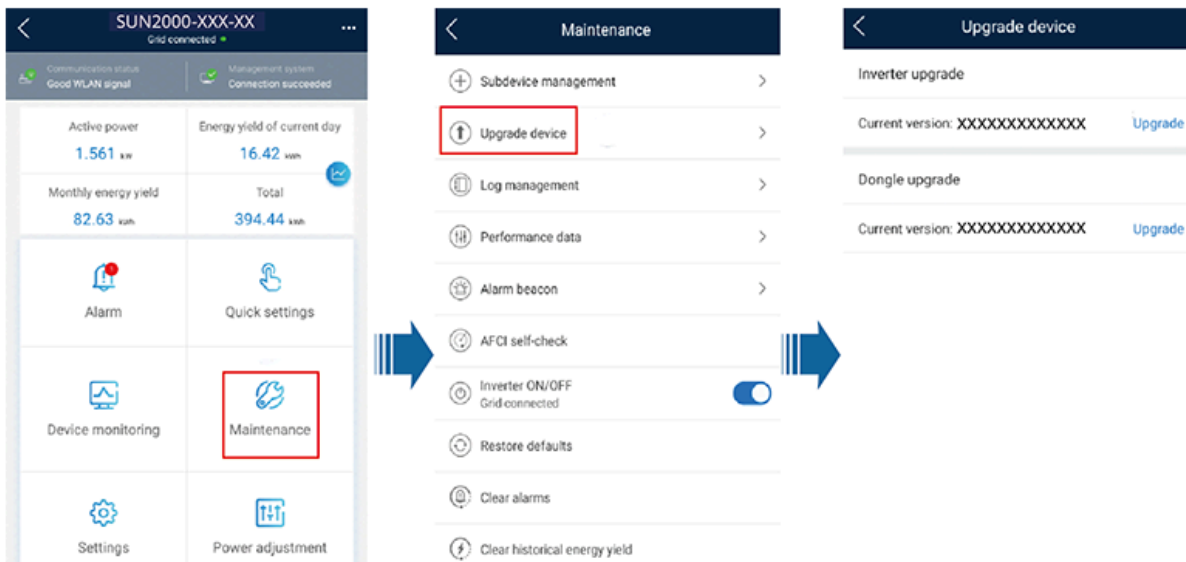 SUN2000-XXX-XX
Grid connected
Communication status
Good WLAN signal
Management system
Connection succeeded
Active power
1.561 kW
Energy yield of current day
16.42 kWh
Monthly energy yield
82.63 kWh
Total
394.44 kWh
Alarm
Quick settings
Device monitoring
Maintenance
Settings
Power adjustment
Maintenance
Subdevice management
Upgrade device
Log management
Performance data
Alarm beacon
AFCI self-check
Inverter ON/OFF
Grid connected
Restore defaults
Clear alarms
Clear historical energy yield
Upgrade device
Inverter upgrade
Current version: XXXXXXXXXXXXX Upgrade
Dongle upgrade
Current version: XXXXXXXXXXXXX Upgrade